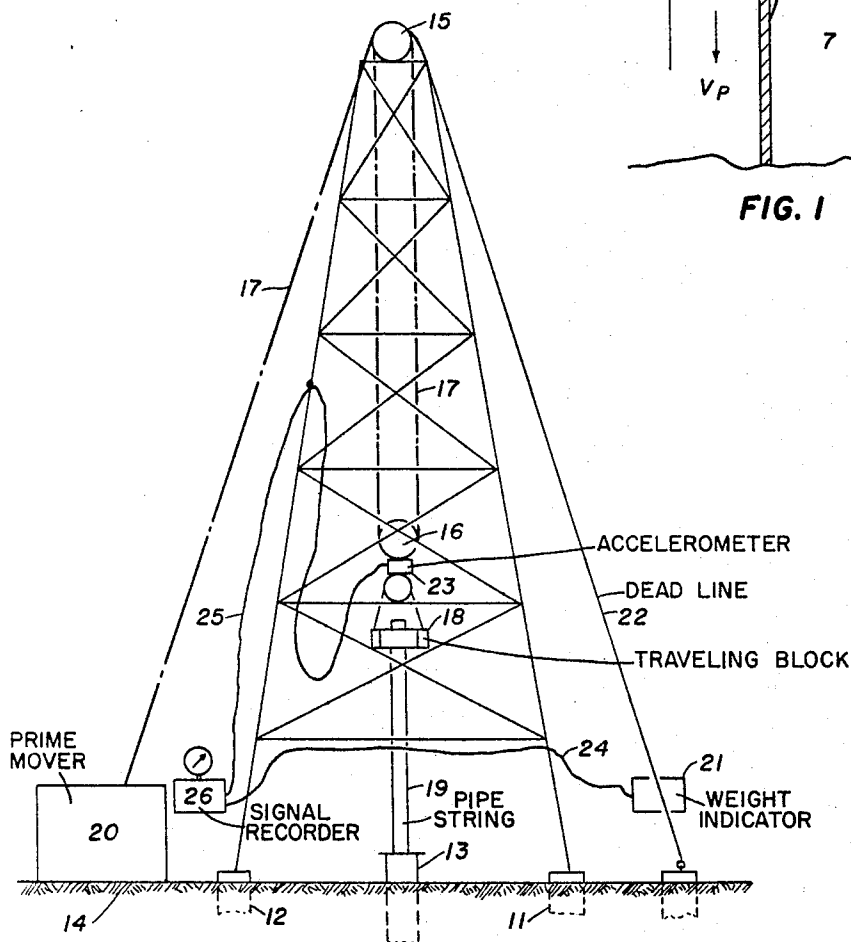 15
7
V_P
FIG. 1
17
17
16
ACCELEROMETER
23
DEAD LINE
22
25
18
TRAVELING BLOCK
24
PRIME
MOVER
21
26
19
PIPE
STRING
WEIGHT
INDICATOR
20
SIGNAL
RECORDER
13
14
12
11